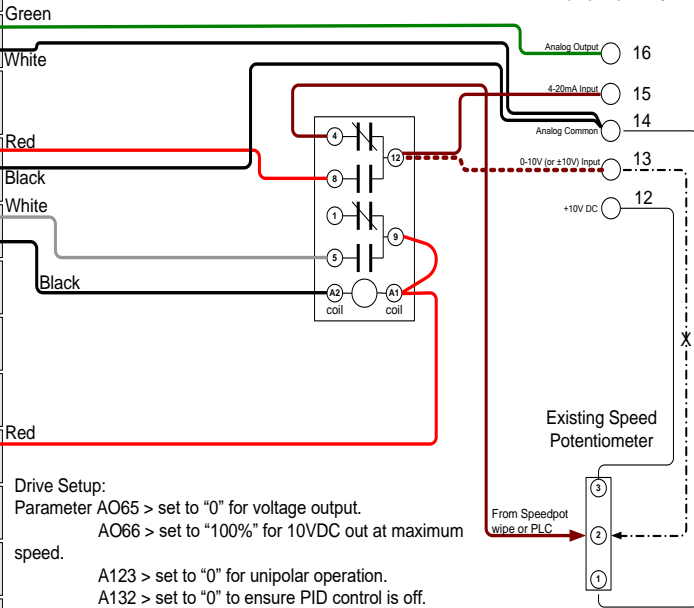 Green
Analog Output
16
White
4-20mA Input
15
14
Analog Common
4
Red
12
0-10V (or ±10V) Input
13
Black
8
12
White
1
+10V DC
9
5
Black
A2
A1
coil
coil
X
Existing Speed
Potentiometer
Red
3
Drive Setup:
Parameter AO65 > set to “0” for voltage output.
AO66 > set to “100%” for 10VDC out at maximum
speed.
A123 > set to “0” for unipolar operation.
A132 > set to “0” to ensure PID control is off.
From Speedpot
wipe or PLC
2
1